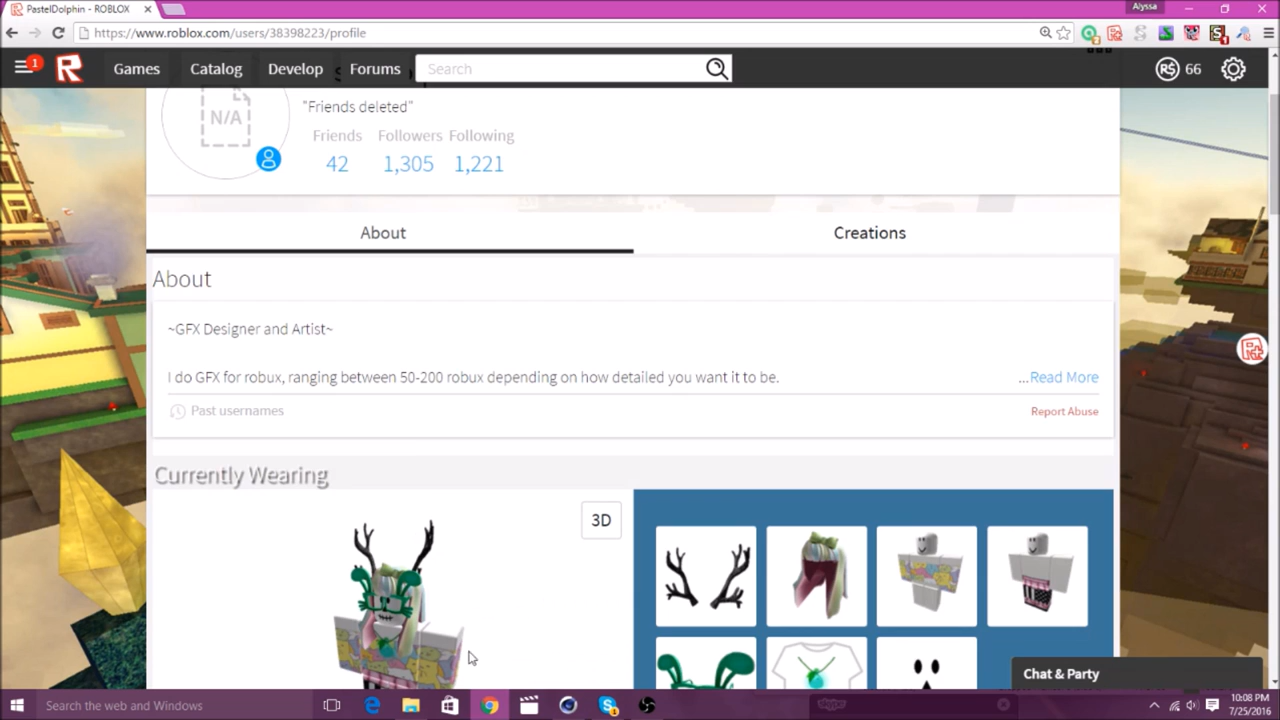 PastelDolphin - ROBLOX
Alyssa
https://www.roblox.com/users/38398223/profile
1
Games
Catalog
Develop
Forums
Search
R$ 66
N/A
"Friends deleted"
Friends Followers Following
42 1,305 1,221
About
Creations
About
~GFX Designer and Artist~
I do GFX for robux, ranging between 50-200 robux depending on how detailed you want it to be.
...Read More
Past usernames
Report Abuse
Currently Wearing
3D
Chat & Party
Search the web and Windows
10:08 PM
7/25/2016